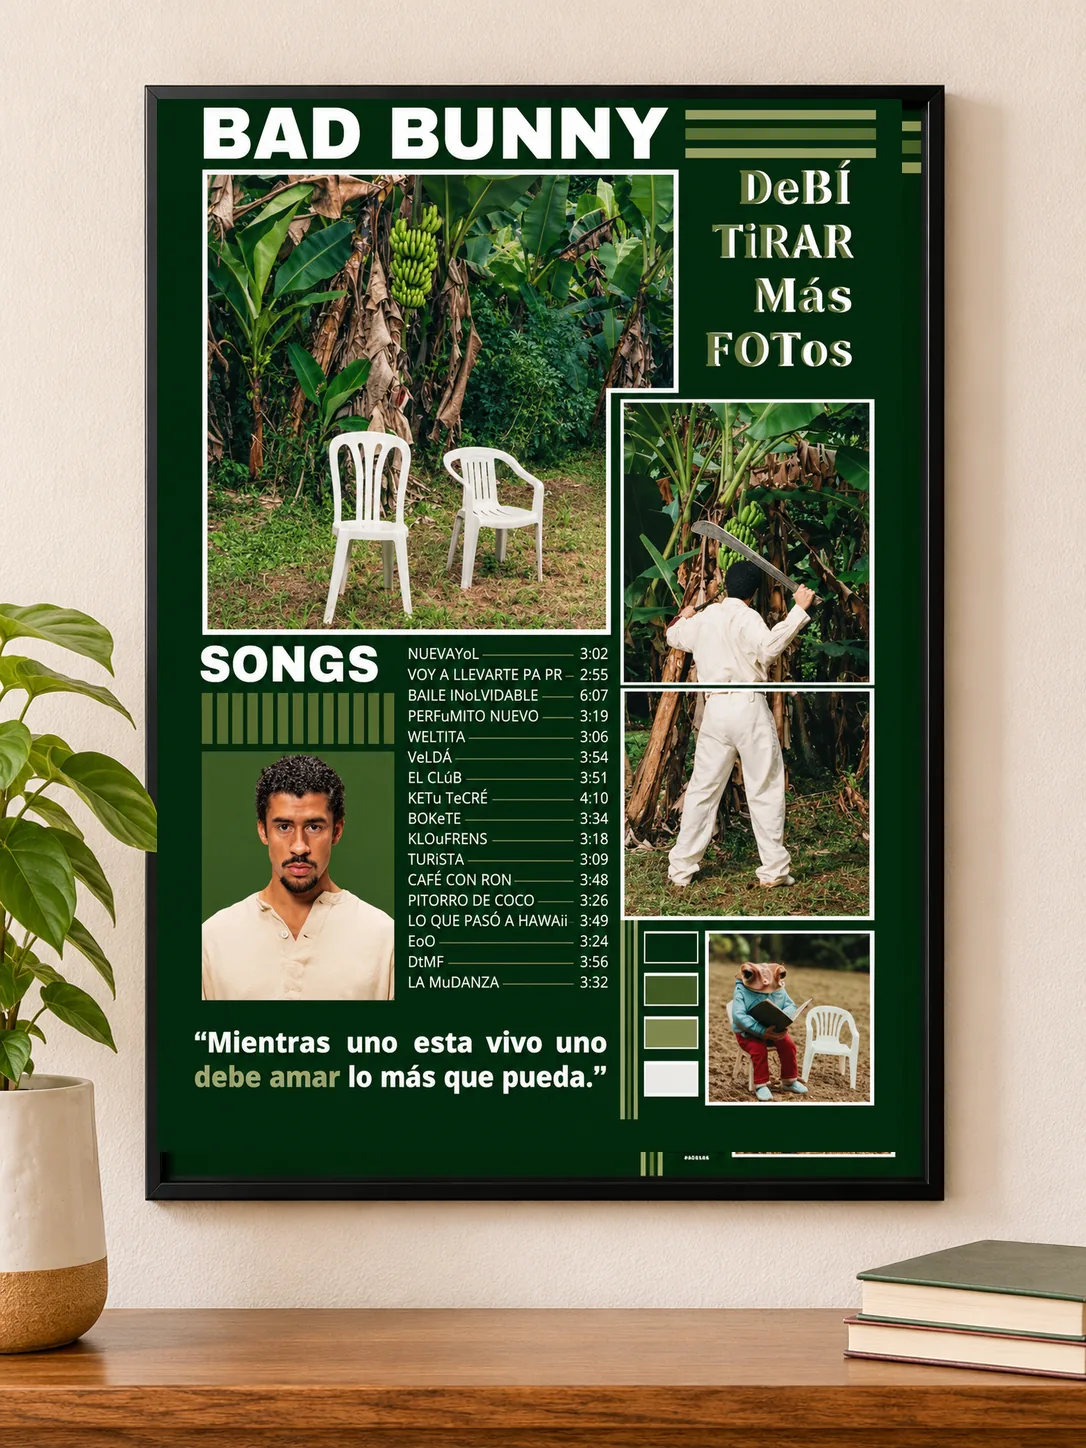 BAD BUNNY
DeBÍ
TiRAR
Más
FOTos
SONGS
NUEVAYoL 3:02
VOY A LLEVARTE PA PR 2:55
BAILE INoLVIDABLE 6:07
PERFuMITO NUEVO 3:19
WELTITA 3:06
VeLDÁ 3:54
EL CLúB 3:51
KETu TeCRÉ 4:10
BOKeTE 3:34
KLOuFRENS 3:18
TURiSTA 3:09
CAFÉ CON RON 3:48
PITORRO DE COCO 3:26
LO QUE PASÓ A HAWAii 3:49
EoO 3:24
DtMF 3:56
LA MuDANZA 3:32
“Mientras uno esta vivo uno
debe amar lo más que pueda.”